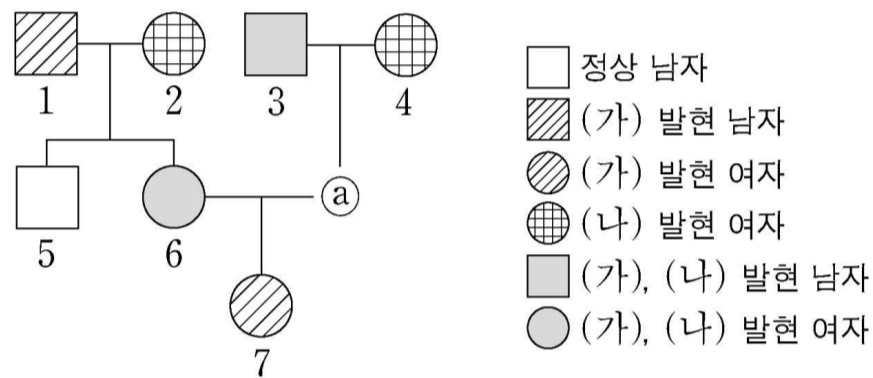 1 2 3 4
5 6 ⓐ
7
정상 남자
(가) 발현 남자
(가) 발현 여자
(나) 발현 여자
(가), (나) 발현 남자
(가), (나) 발현 여자